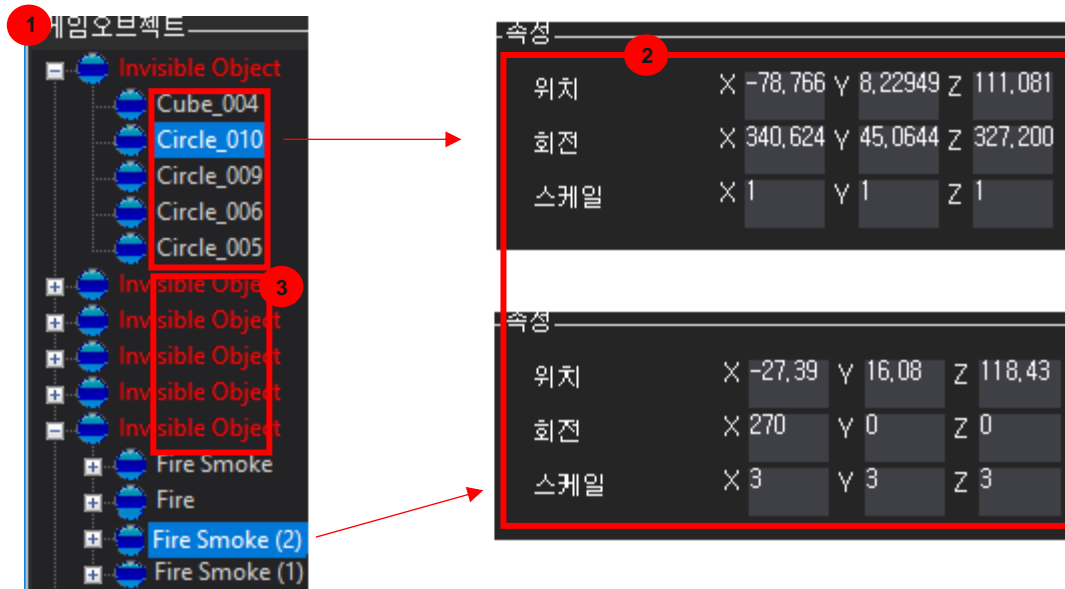 1
게임오브젝트
Invisible Object
Cube_004
Circle_010
Circle_009
Circle_006
Circle_005
Invisible Object
3
Invisible Object
Invisible Object
Invisible Object
Invisible Object
Fire Smoke
Fire
Fire Smoke (2)
Fire Smoke (1)
속성
2
위치 X -78,766 Y 8,22949 Z 111,081
회전 X 340,624 Y 45,0644 Z 327,200
스케일 X 1 Y 1 Z 1
속성
위치 X -27,39 Y 16,08 Z 118,43
회전 X 270 Y 0 Z 0
스케일 X 3 Y 3 Z 3